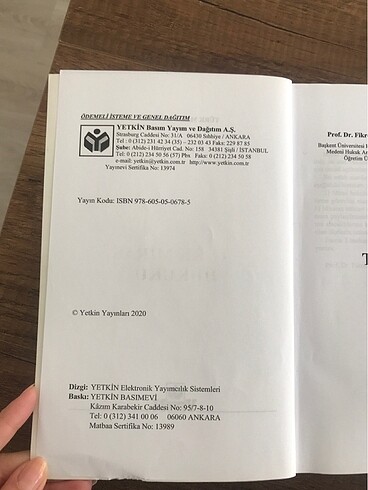 ÖDEMELİ İSTEME VE GENEL DAĞITIM
YETKİN Basım Yayım ve Dağıtım A.Ş.
Strasburg Caddesi No: 31/A 06430 Sıhhiye / ANKARA
Tel : 0 (312) 231 42 34 (35) – 232 03 43 Faks: 229 87 85
Şube: Abide-i Hürriyet Cad. No: 158 34381 Şişli / İSTANBUL
Tel: 0 (212) 234 50 56 (57) Pbx Faks: 0 (212) 234 50 58
e-mail: yetkin@yetkin.com.tr http://www.yetkin.com.tr
Yayınevi Sertifika No: 13974
Yayın Kodu: ISBN 978-605-05-0678-5
© Yetkin Yayınları 2020
Dizgi: YETKİN Elektronik Yayımcılık Sistemleri
Baskı: YETKİN BASIMEVİ
Kâzım Karabekir Caddesi No: 95/7-8-10
Tel: 0 (312) 341 00 06 06060 ANKARA
Matbaa Sertifika No: 13989
Prof. Dr. Fikre
Başkent Üniversitesi
Medeni Hukuk An
Öğretim Ü
T